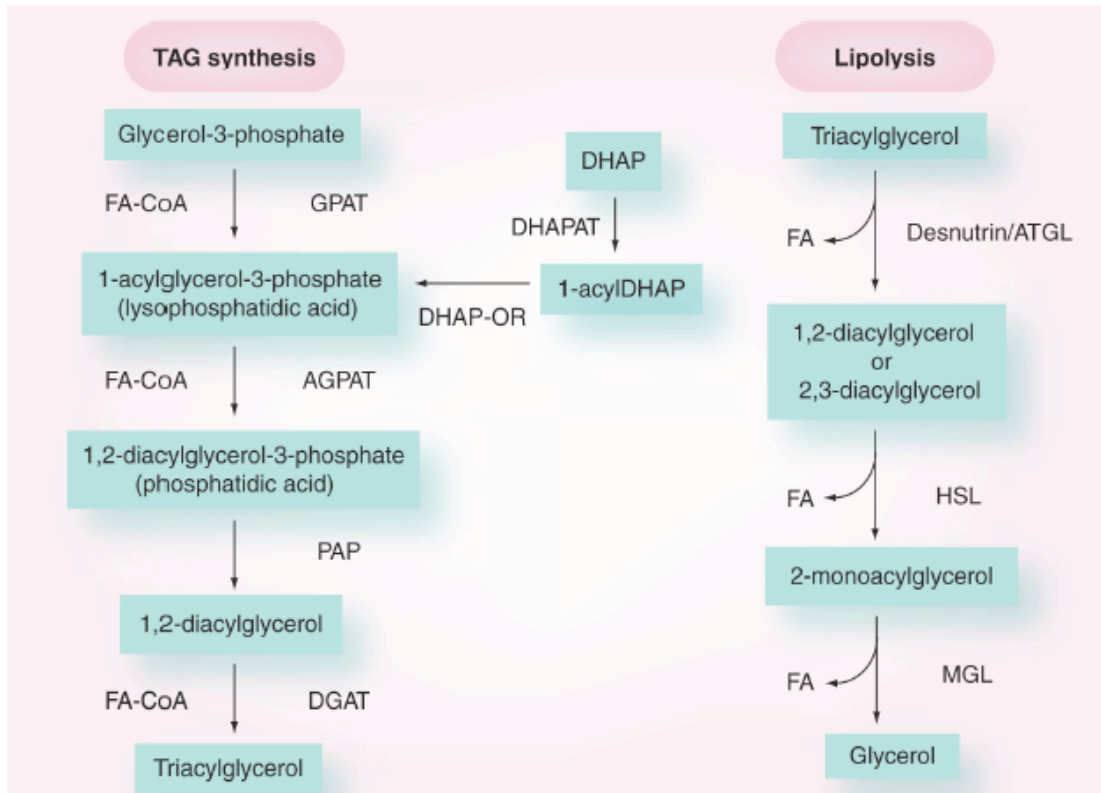 TAG synthesis
Glycerol-3-phosphate
FA-CoA
GPAT
1-acylglycerol-3-phosphate
(lysophosphatidic acid)
FA-CoA
AGPAT
1,2-diacylglycerol-3-phosphate
(phosphatidic acid)
PAP
1,2-diacylglycerol
FA-CoA
DGAT
Triacylglycerol
DHAP
DHAPAT
1-acylDHAP
DHAP-OR
Lipolysis
Triacylglycerol
FA
Desnutrin/ATGL
1,2-diacylglycerol
or
2,3-diacylglycerol
FA
HSL
2-monoacylglycerol
FA
MGL
Glycerol